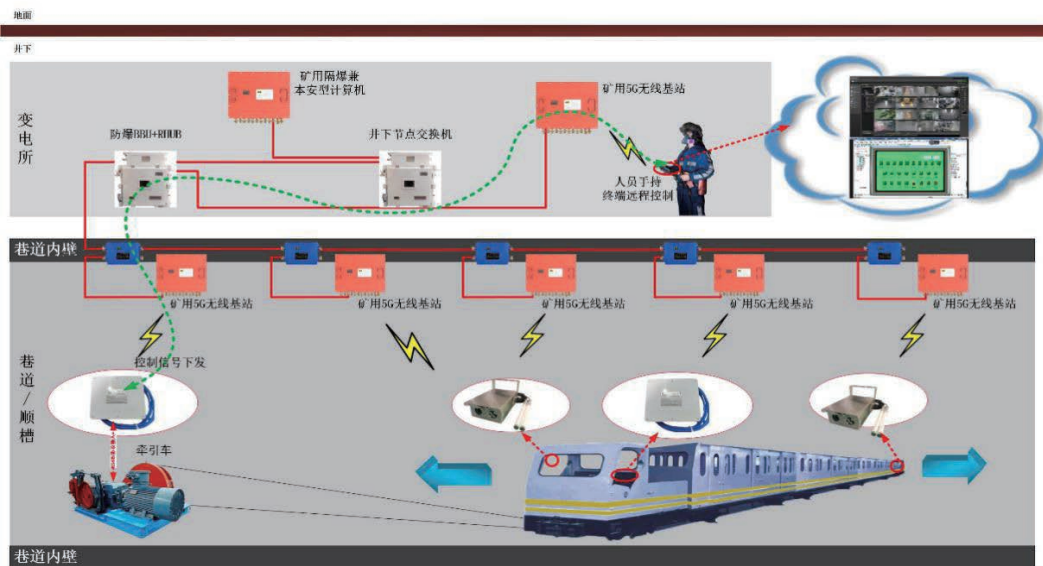 地面
井下
矿用隔爆兼
本安型计算机
矿用5G无线基站
变电所
防爆BBU+RHUB
井下节点交换机
人员手持
终端远程控制
巷道内壁
矿用5G无线基站
矿用5G无线基站
矿用5G无线基站
矿用5G无线基站
矿用5G无线基站
控制信号下发
巷道/顺槽
牵引车
巷道内壁